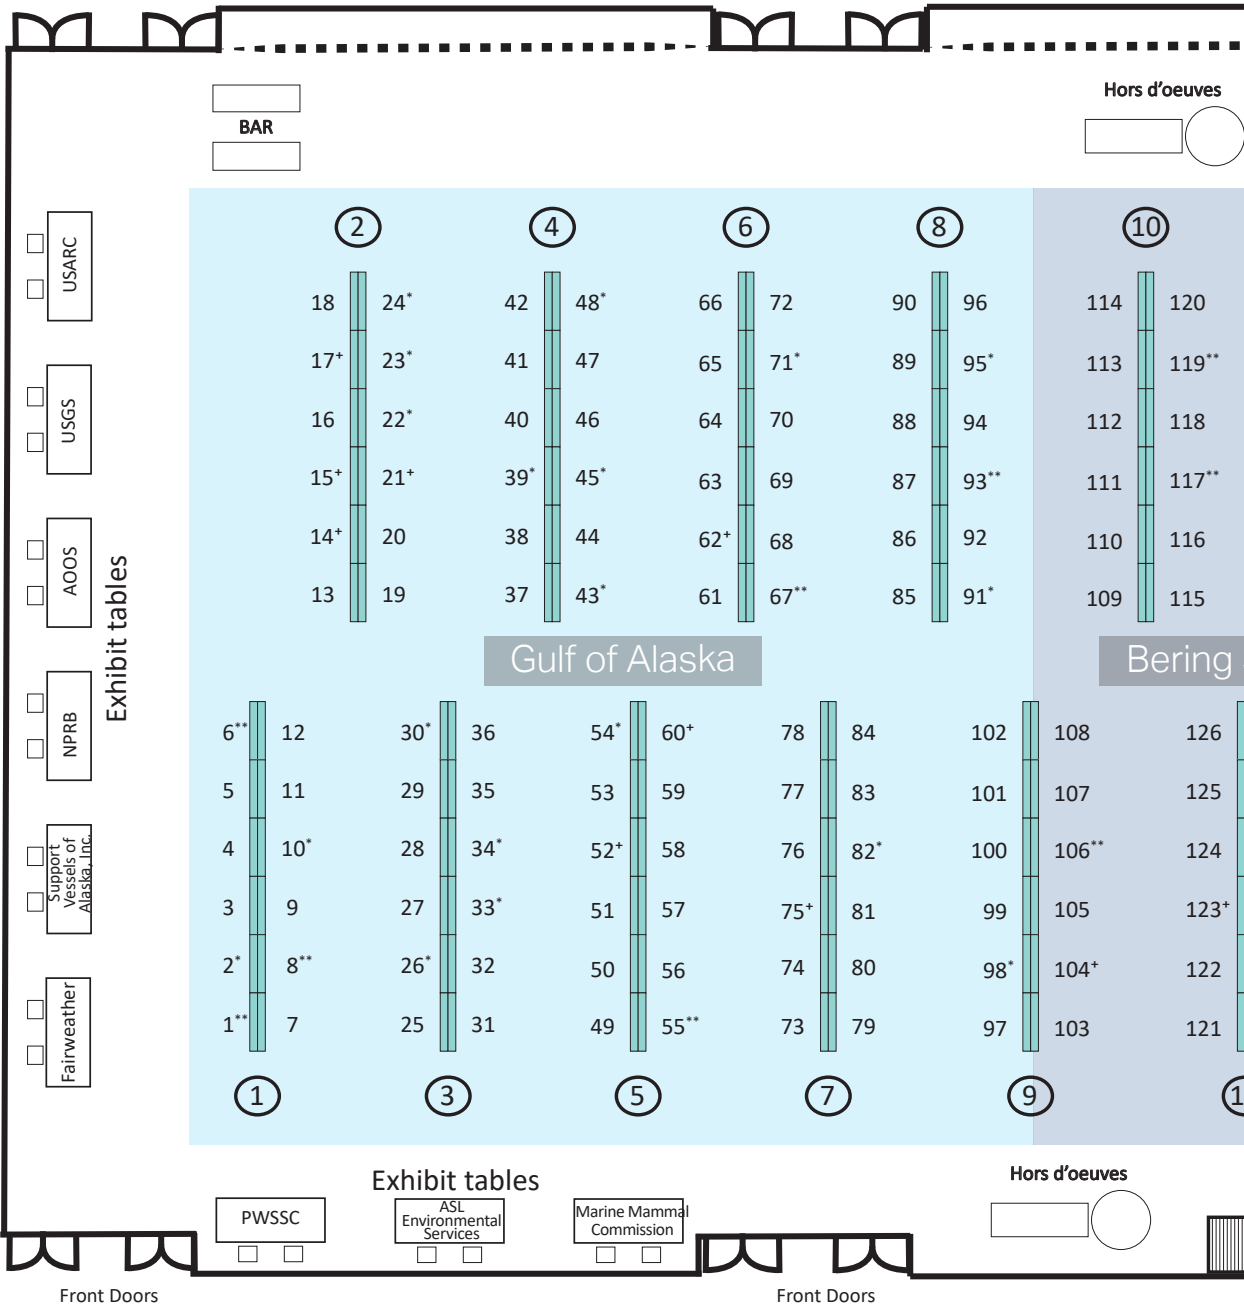 Hors d'oeuves
BAR
2 4 6 8 10
18 24* 42 48* 66 72 90 96 114 120
17+ 23* 41 47 65 71* 89 95* 113 119**
16 22* 40 46 64 70 88 94 112 118
15+ 21+ 39* 45* 63 69 87 93** 111 117**
14+ 20 38 44 62+ 68 86 92 110 116
13 19 37 43* 61 67** 85 91* 109 115
Gulf of Alaska Bering
6** 12 30* 36 54* 60+ 78 84 102 108 126
5 11 29 35 53 59 77 83 101 107 125
4 10* 28 34* 52+ 58 76 82* 100 106** 124
3 9 27 33* 51 57 75+ 81 99 105 123+
2* 8** 26* 32 50 56 74 80 98* 104+ 122
1** 7 25 31 49 55** 73 79 97 103 121
1 3 5 7 9 1
USARC
USGS
AOOS
NPRB
Support
Vessels of
Alaska, Inc.
Fairweather
Exhibit tables
Exhibit tables
Hors d'oeuves
PWSSC
ASL
Environmental
Services
Marine Mammal
Commission
Front Doors
Front Doors